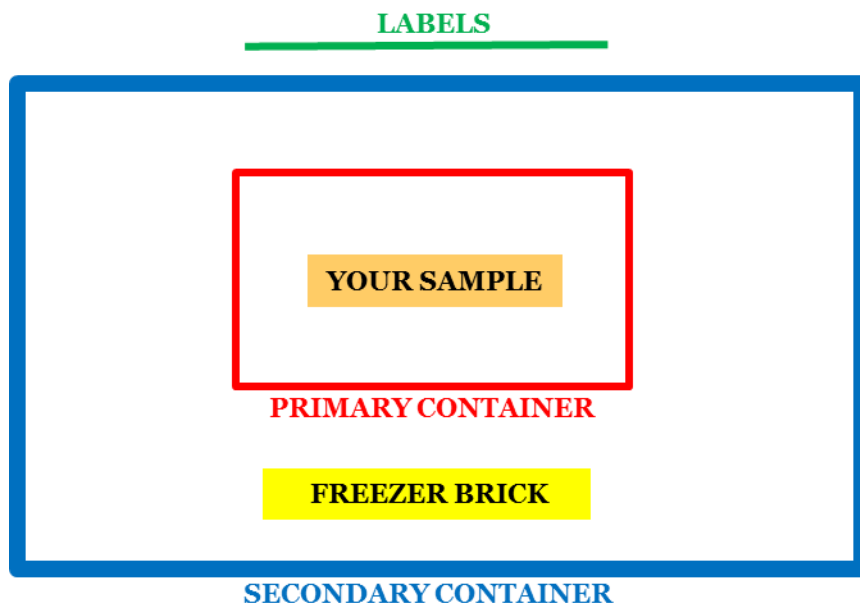 LABELS
YOUR SAMPLE
PRIMARY CONTAINER
FREEZER BRICK
SECONDARY CONTAINER